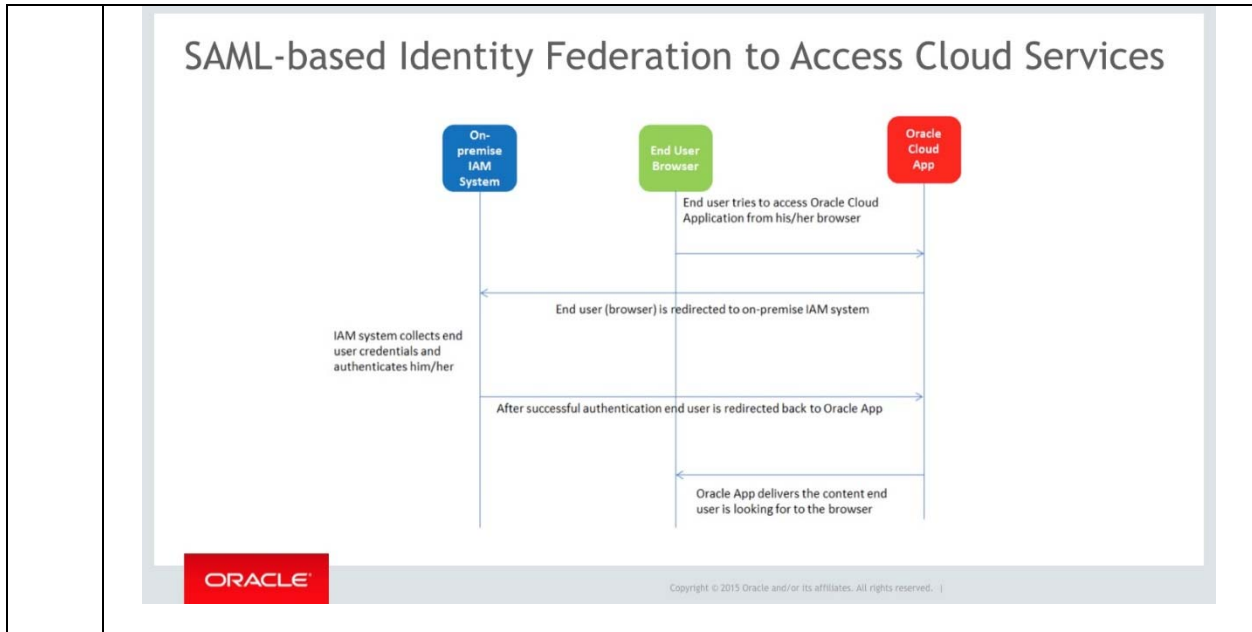 SAML-based Identity Federation to Access Cloud Services
On-
premise
IAM
System
End User
Browser
Oracle
Cloud
App
End user tries to access Oracle Cloud
Application from his/her browser
End user (browser) is redirected to on-premise IAM system
IAM system collects end
user credentials and
authenticates him/her
After successful authentication end user is redirected back to Oracle App
Oracle App delivers the content end
user is looking for to the browser
ORACLE®
Copyright © 2015 Oracle and/or its affiliates. All rights reserved. |